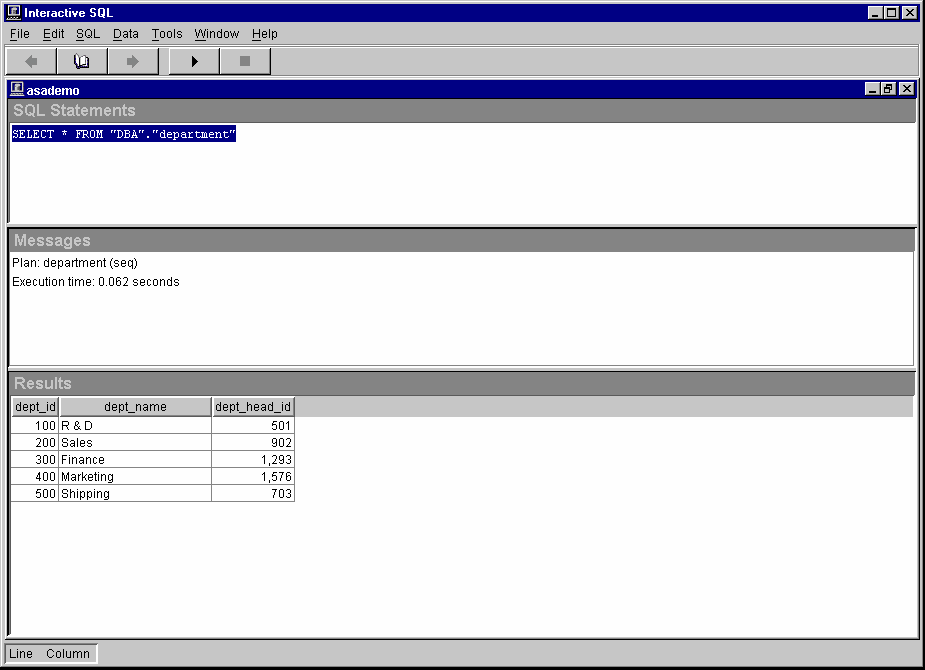 Interactive SQL
File Edit SQL Data Tools Window Help
asademo
SQL Statements
SELECT * FROM "DBA"."department"
Messages
Plan: department (seq)
Execution time: 0.062 seconds
Results
dept_id dept_name dept_head_id
100 R & D 501
200 Sales 902
300 Finance 1,293
400 Marketing 1,576
500 Shipping 703
Line Column